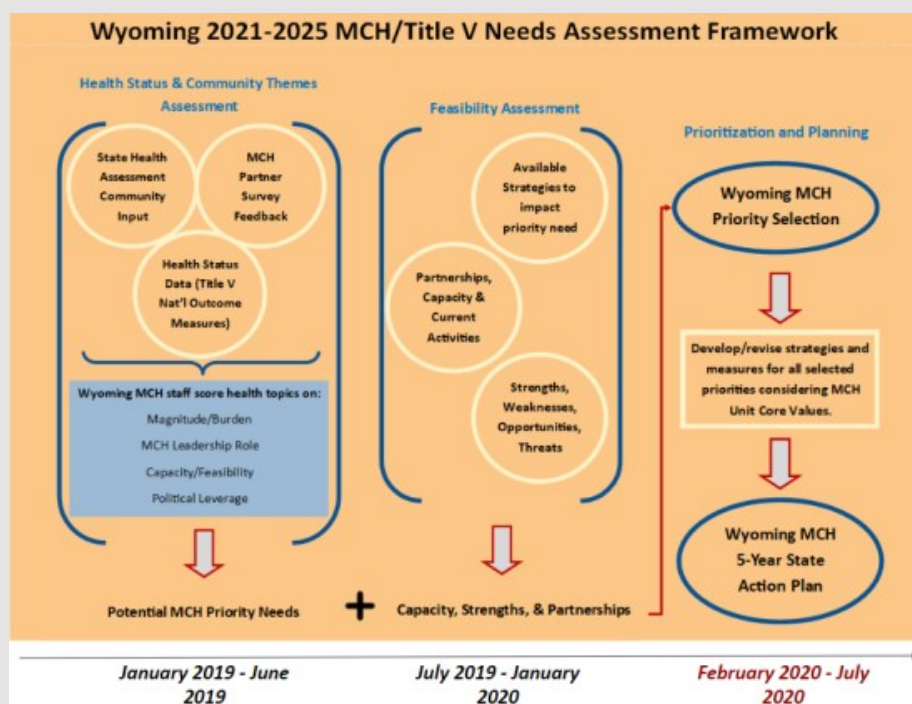 Wyoming 2021-2025 MCH/Title V Needs Assessment Framework
Health Status & Community Themes
Assessment
State Health
Assessment
Community
Input
MCH
Partner
Survey
Feedback
Health Status
Data (Title V
Nat'l Outcome
Measures)
Wyoming MCH staff score health topics on:
Magnitude/Burden
MCH Leadership Role
Capacity/Feasibility
Political Leverage
Potential MCH Priority Needs
+
Feasibility Assessment
Available
Strategies to
impact
priority need
Partnerships,
Capacity &
Current
Activities
Strengths,
Weaknesses,
Opportunities,
Threats
Capacity, Strengths, & Partnerships
Prioritization and Planning
Wyoming MCH
Priority Selection
Develop/revise strategies and
measures for all selected
priorities considering MCH
Unit Core Values.
Wyoming MCH
5-Year State
Action Plan
January 2019 - June
2019
July 2019 - January
2020
February 2020 - July
2020